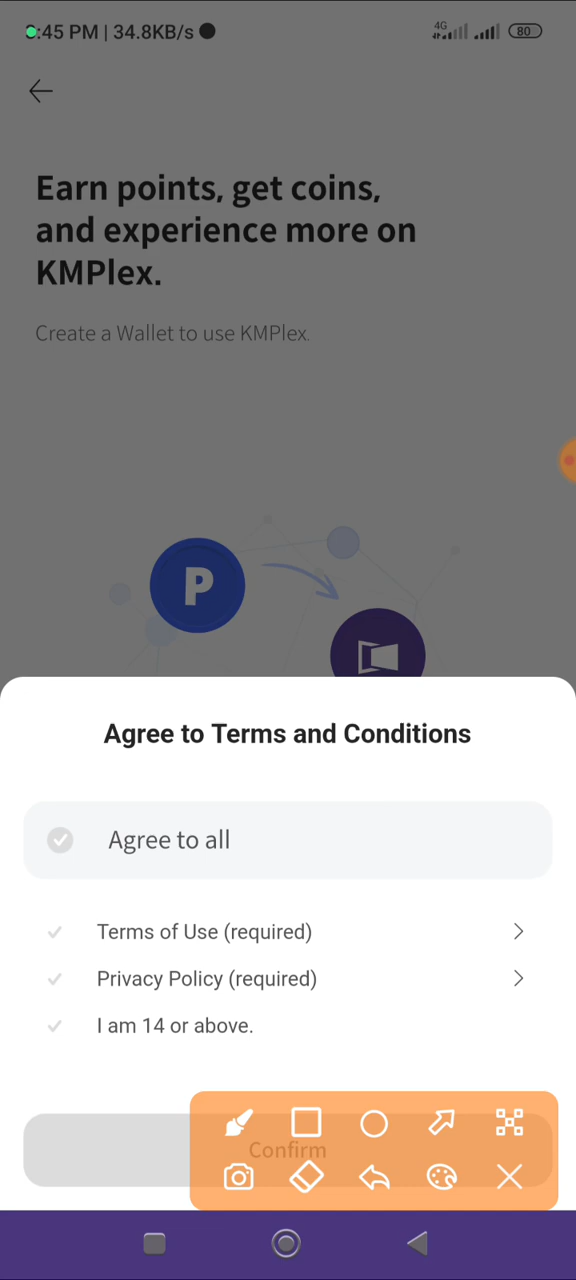 :45 PM | 34.8KB/s
4G
80
Earn points, get coins,
and experience more on
KMPlex.
Create a Wallet to use KMPlex.
P
Agree to Terms and Conditions
Agree to all
Terms of Use (required)
Privacy Policy (required)
I am 14 or above.
Confirm